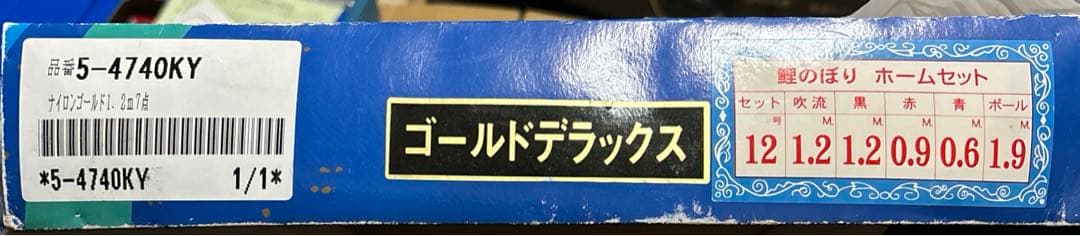 品番5-4740KY
ナイロンゴールド1.2m7点
*5-4740KY 1/1*
ゴールドデラックス
鯉のぼり ホームセット
セット 吹流 黒 赤 青 ポール
号 M. M. M. M. M.
12 1.2 1.2 0.9 0.6 1.9